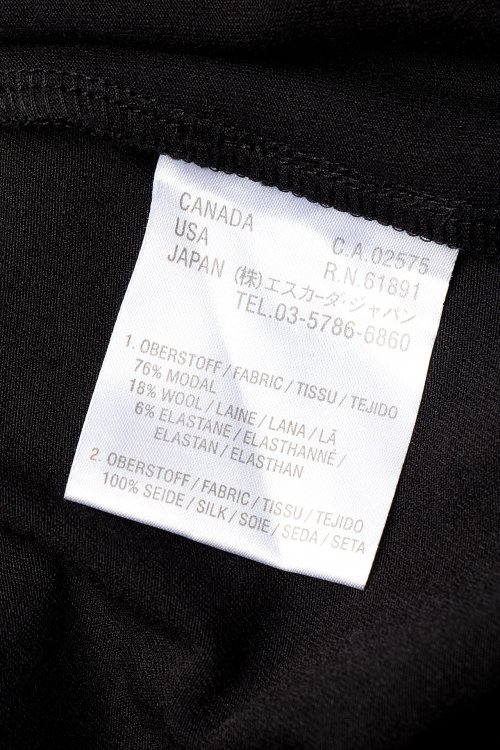 CANADA C.A.02575
USA R.N.61891
JAPAN (株)エスカーダ・ジャパン
TEL.03-5786-6860
1. OBERSTOFF / FABRIC / TISSU / TEJIDO
76% MODAL
18% WOOL / LAINE / LANA / LÃ
6% ELASTANE / ELASTHANNÉ /
ELASTAN / ELASTHAN
2. OBERSTOFF / FABRIC / TISSU / TEJIDO
100% SEIDE / SILK / SOIE / SEDA / SETA